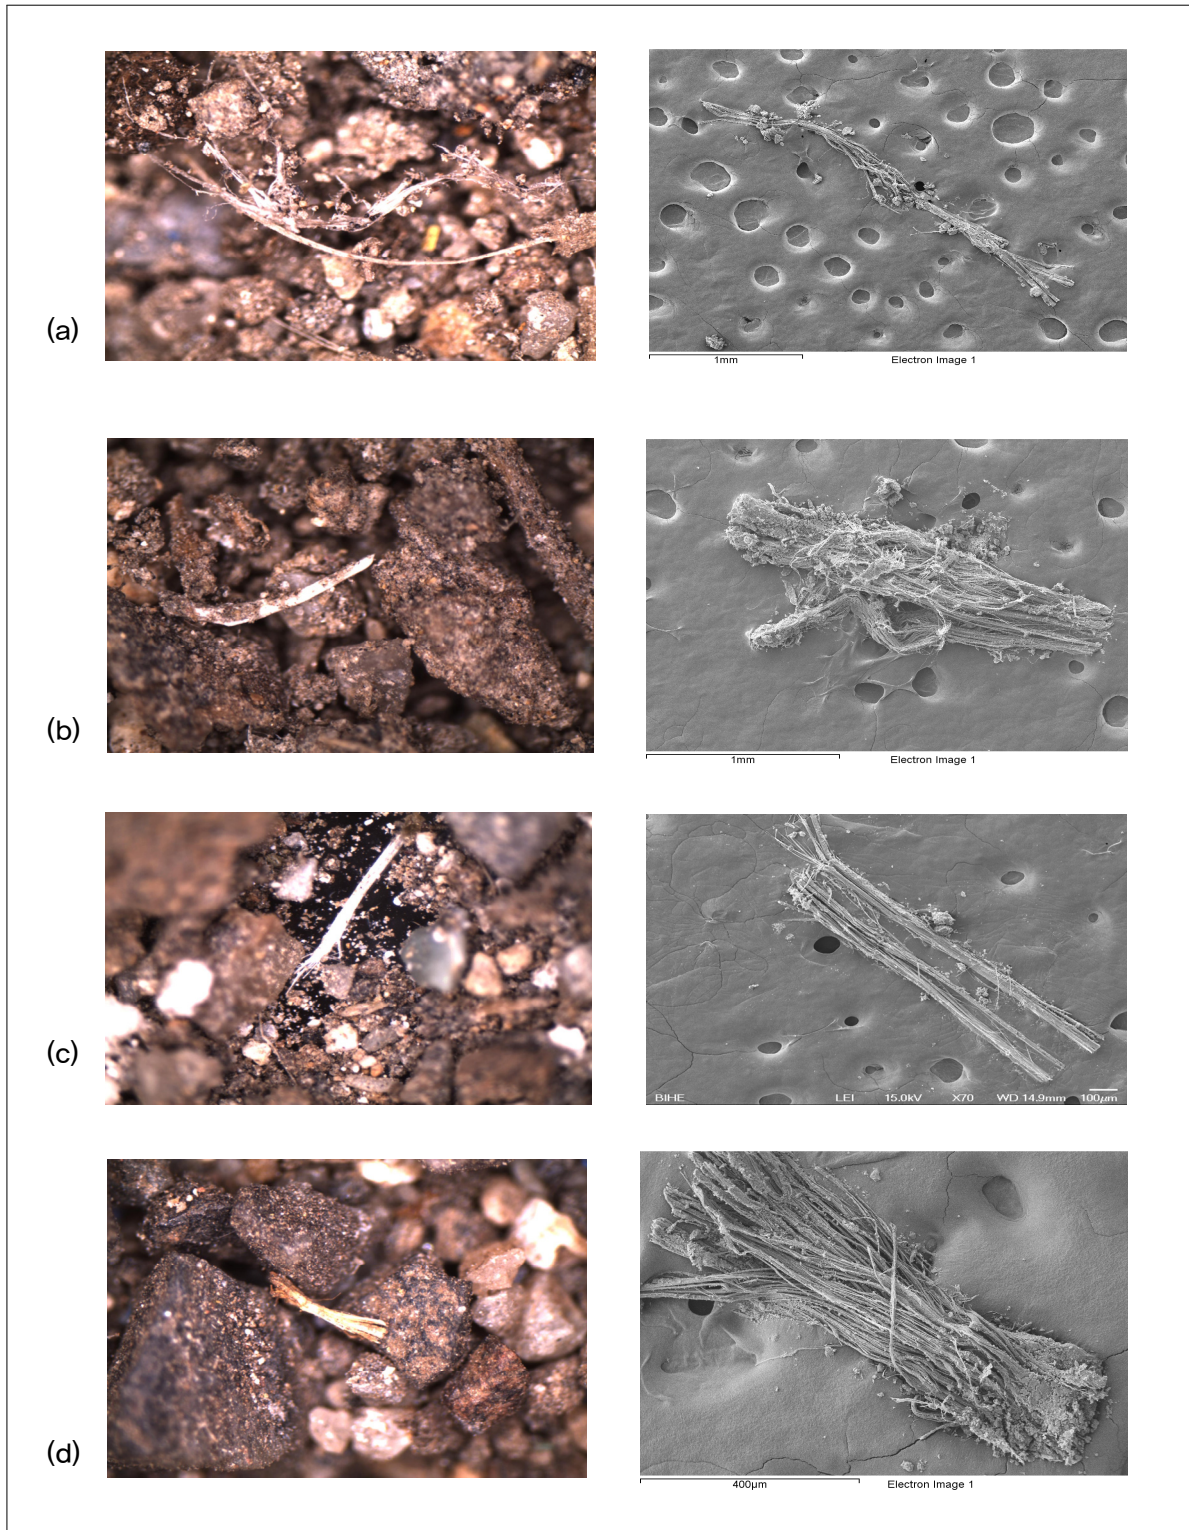 (a)
1mm Electron Image 1
(b)
1mm Electron Image 1
(c)
BIHE LEI 15.0kV X70 WD 14.9mm 100μm
(d)
400μm Electron Image 1